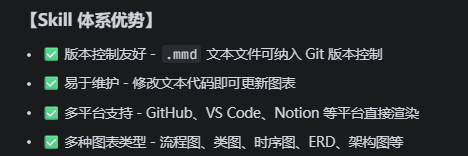 【Skill 体系优势】
• ✅ 版本控制友好 - .mmd 文本文件可纳入 Git 版本控制
• ✅ 易于维护 - 修改文本代码即可更新图表
• ✅ 多平台支持 - GitHub、VS Code、Notion 等平台直接渲染
• ✅ 多种图表类型 - 流程图、类图、时序图、ERD、架构图等